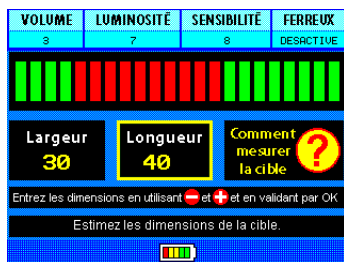 VOLUME LUMINOSITÉ SENSIBILITÉ FERREUX
3 7 8 DESACTIVE
Largeur
30
Longueur
40
Comment
mesurer
la cible
?
Entrez les dimensions en utilisant - et + et en validant par OK
Estimez les dimensions de la cible.